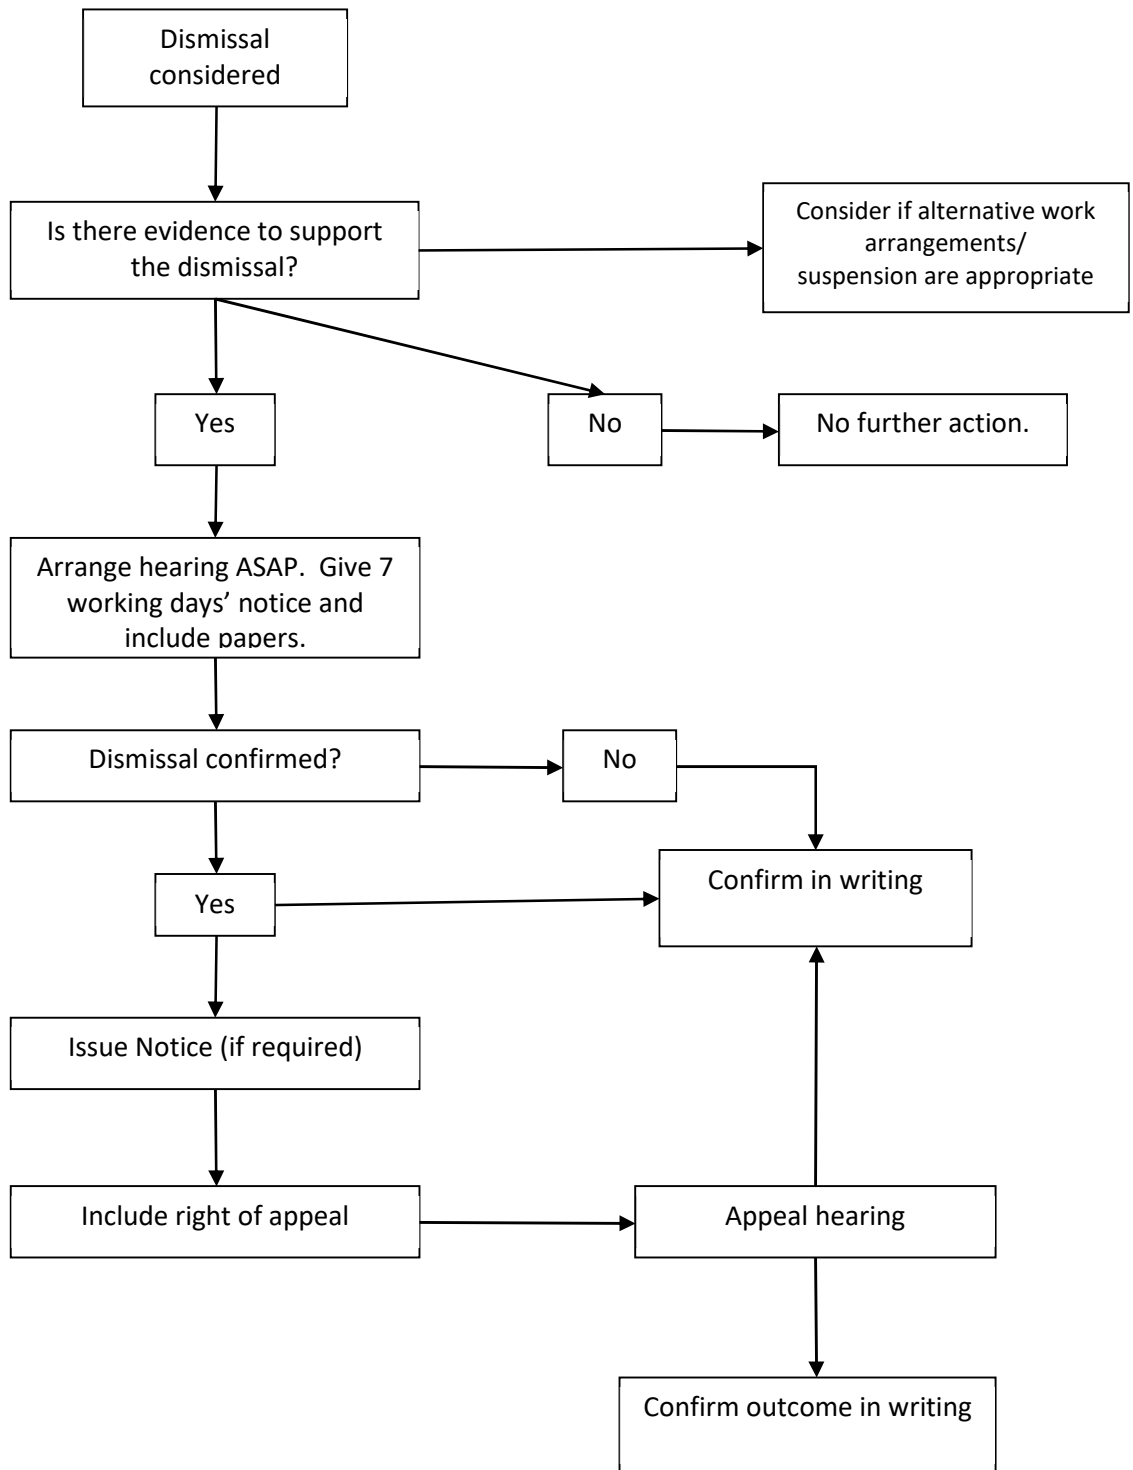 Dismissal
considered
Is there evidence to support
the dismissal?
Consider if alternative work
arrangements/
suspension are appropriate
Yes
No
No further action.
Arrange hearing ASAP.  Give 7
working days’ notice and
include papers.
Dismissal confirmed?
No
Confirm in writing
Yes
Issue Notice (if required)
Include right of appeal
Appeal hearing
Confirm outcome in writing